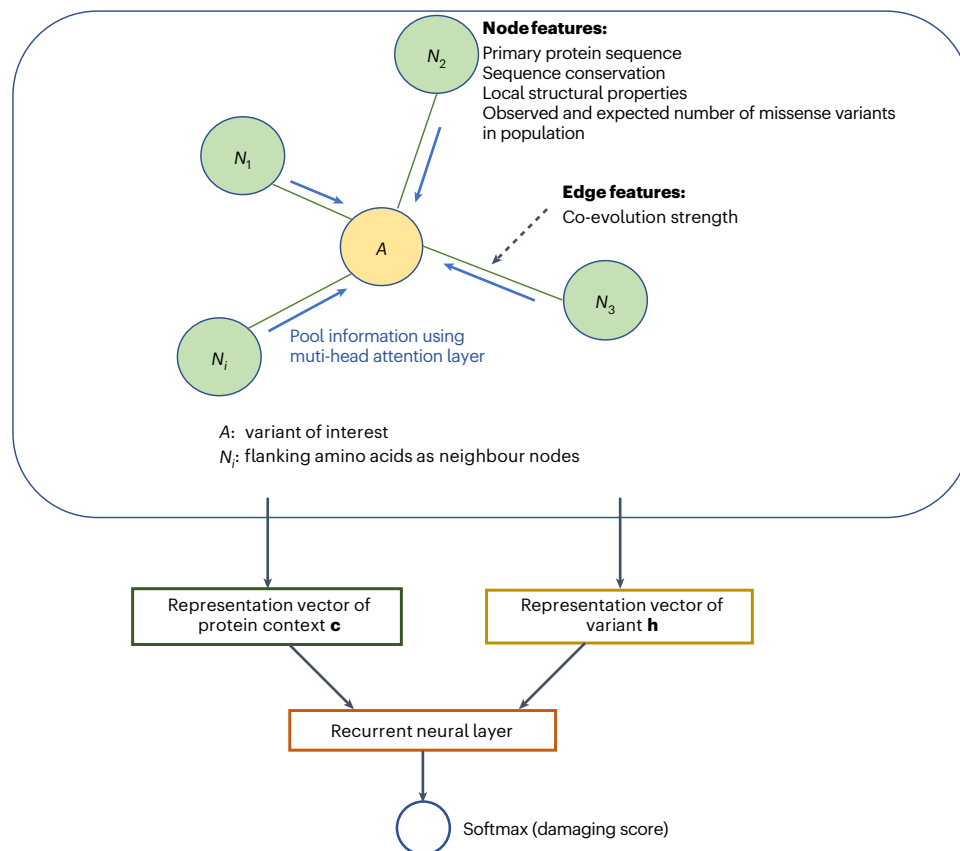 Node features:
Primary protein sequence
Sequence conservation
Local structural properties
Observed and expected number of missense variants
in population
N2
N1
Edge features:
Co-evolution strength
A
N3
Ni
Pool information using
muti-head attention layer
A: variant of interest
Ni: flanking amino acids as neighbour nodes
Representation vector of
protein context c
Representation vector of
variant h
Recurrent neural layer
Softmax (damaging score)